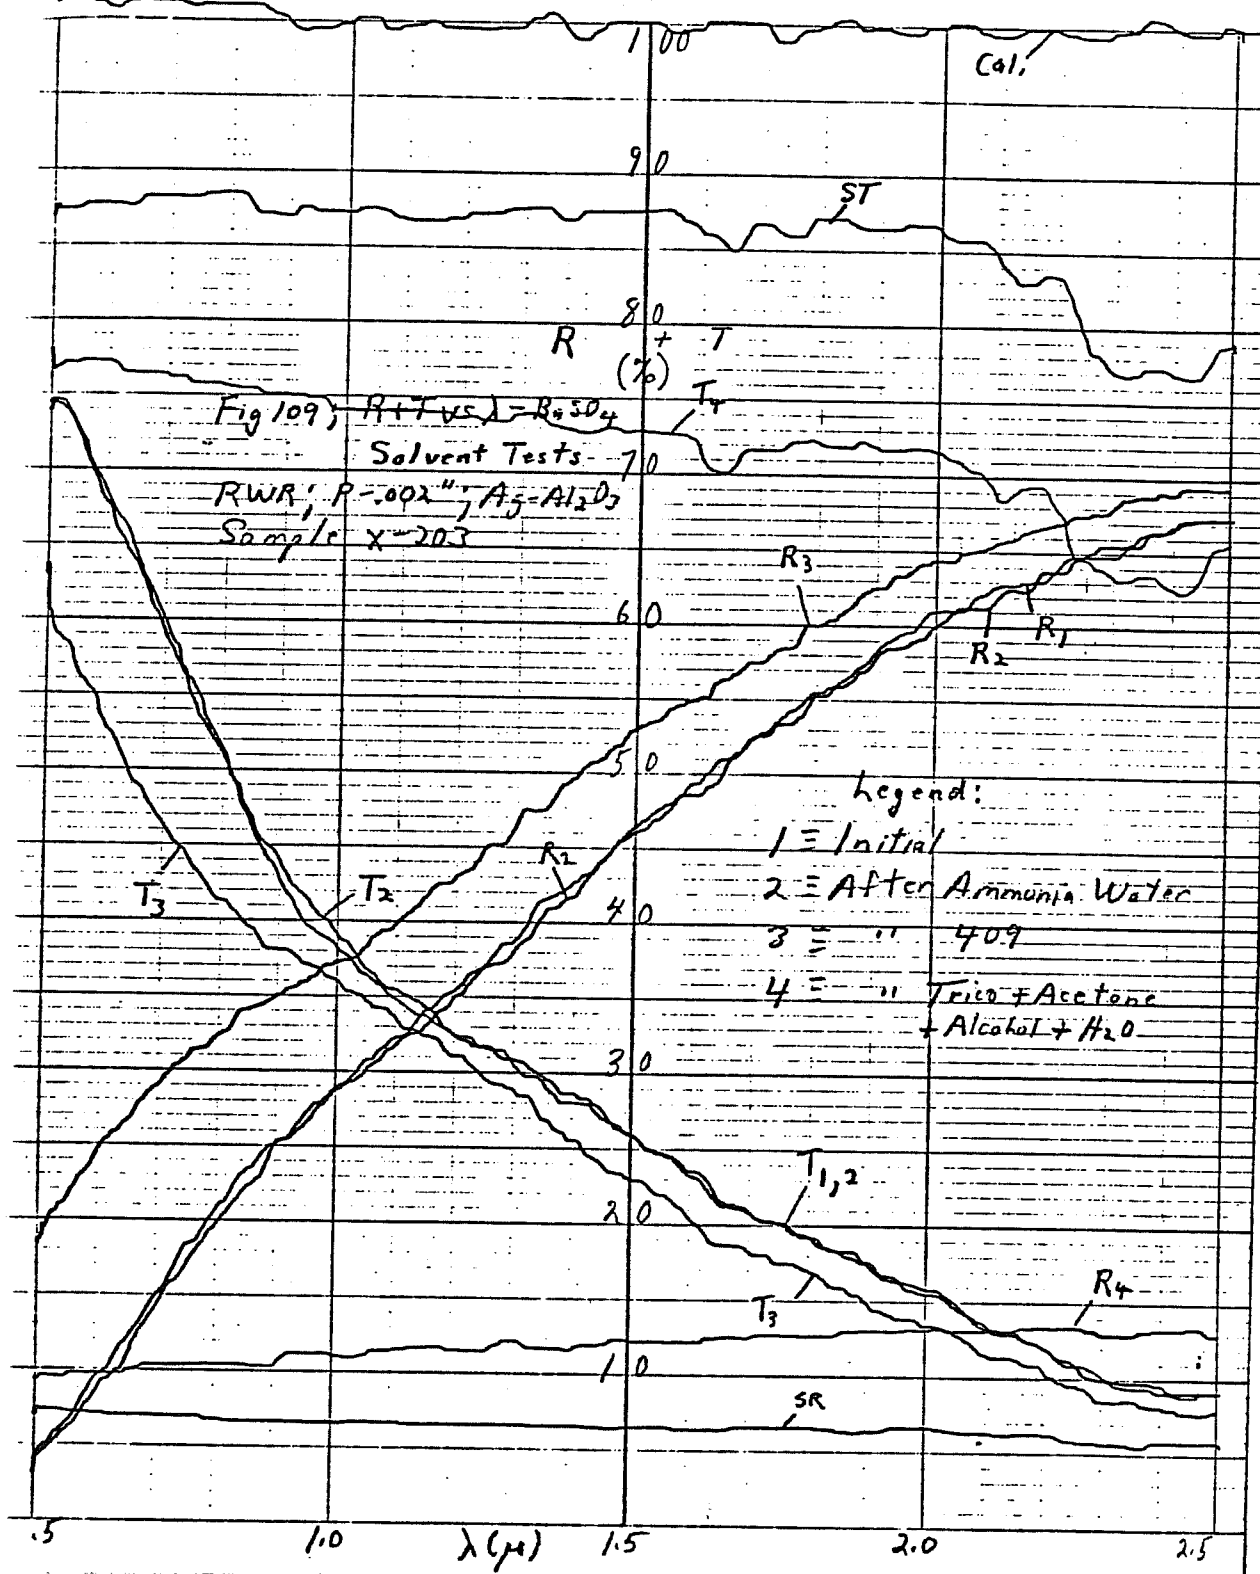 1 00
Cal.
90
ST
80
R + T
(%)
T4
Fig 109; R+T vs λ - BaSO4
Solvent Tests
70
RWR; P-.002"; Ag-Al2O3
Sample X-203
R3
60
R1
R2
50
Legend:
1 ≡ Initial
R2
T3
T2
2 ≡ After Ammonia Water
40
3 ≡ " 409
4 ≡ " Trico + Acetone
+ Alcohol + H2O
30
T1,2
20
R4
T3
10
SR
.5
1.0
λ(μ)
1.5
2.0
2.5